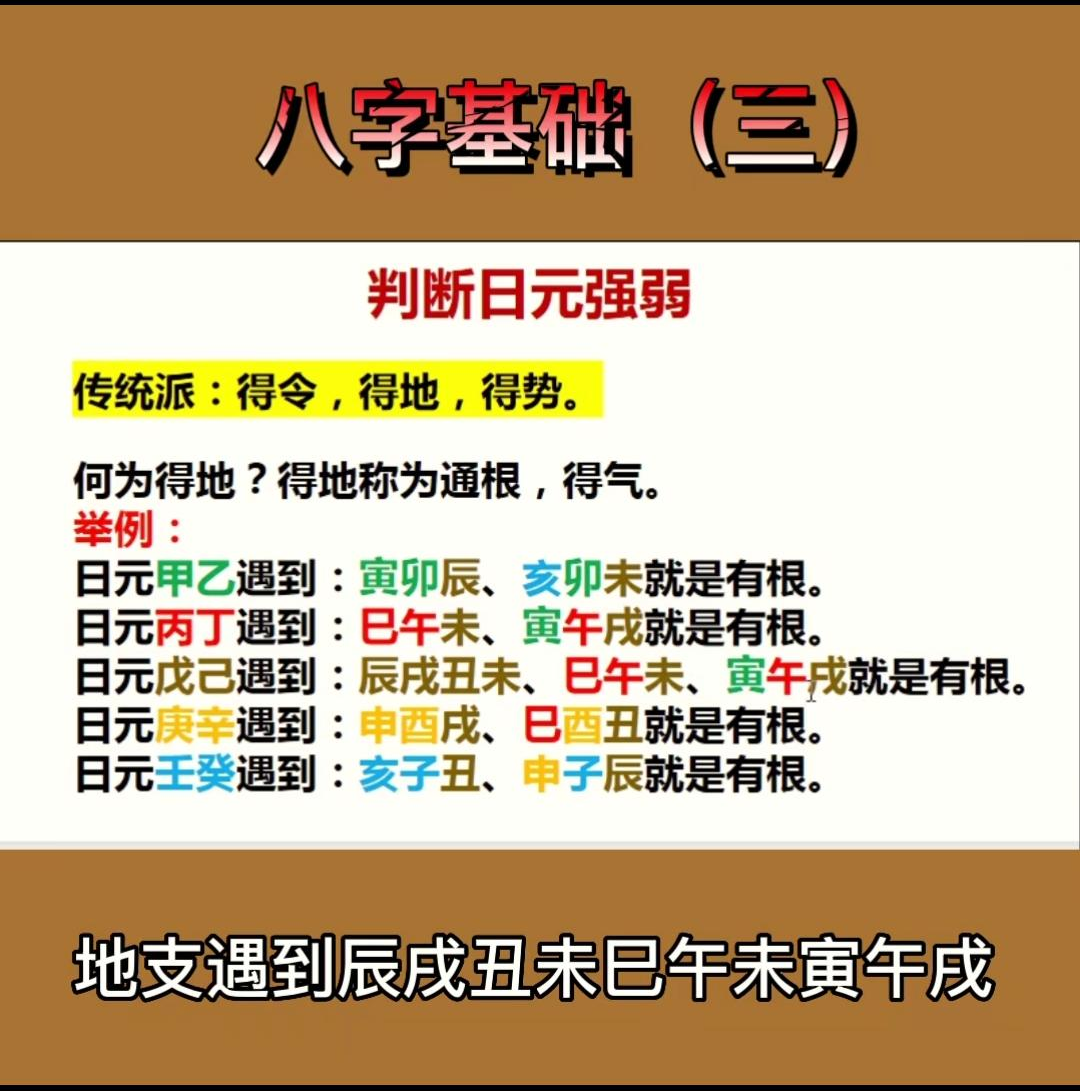 八字基础（三）
判断日元强弱
传统派：得令，得地，得势。
何为得地？得地称为通根，得气。
举例：
日元甲乙遇到：寅卯辰、亥卯未就是有根。
日元丙丁遇到：巳午未、寅午戌就是有根。
日元戊己遇到：辰戌丑未、巳午未、寅午戌就是有根。
日元庚辛遇到：申酉戌、巳酉丑就是有根。
日元壬癸遇到：亥子丑、申子辰就是有根。
地支遇到辰戌丑未巳午未寅午戌